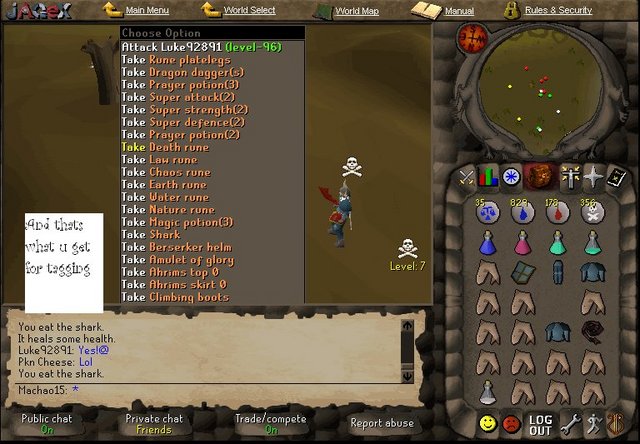 JAGEX
Main Menu
World Select
World Map
Manual
Rules & Security
Choose Option
Attack Luke92891 (level-96)
Take Rune platelegs
Take Dragon dagger(s)
Take Prayer potion(3)
Take Super attack(2)
Take Super strength(2)
Take Super defence(2)
Take Prayer potion(2)
Take Death rune
Take Law rune
Take Chaos rune
Take Earth rune
Take Water rune
Take Nature rune
Take Magic potion(3)
Take Shark
Take Berserker helm
Take Amulet of glory
Take Ahrims top 0
Take Ahrims skirt 0
Take Climbing boots
And thats
what u get
for tagging
Level: 7
35
829
178
356
You eat the shark.
It heals some health.
Luke92891: Yes!@
Pkn Cheese: Lol
You eat the shark.
Machao15: *
Public chat
On
Private chat
Friends
Trade/compete
On
Report abuse
LOG
OUT